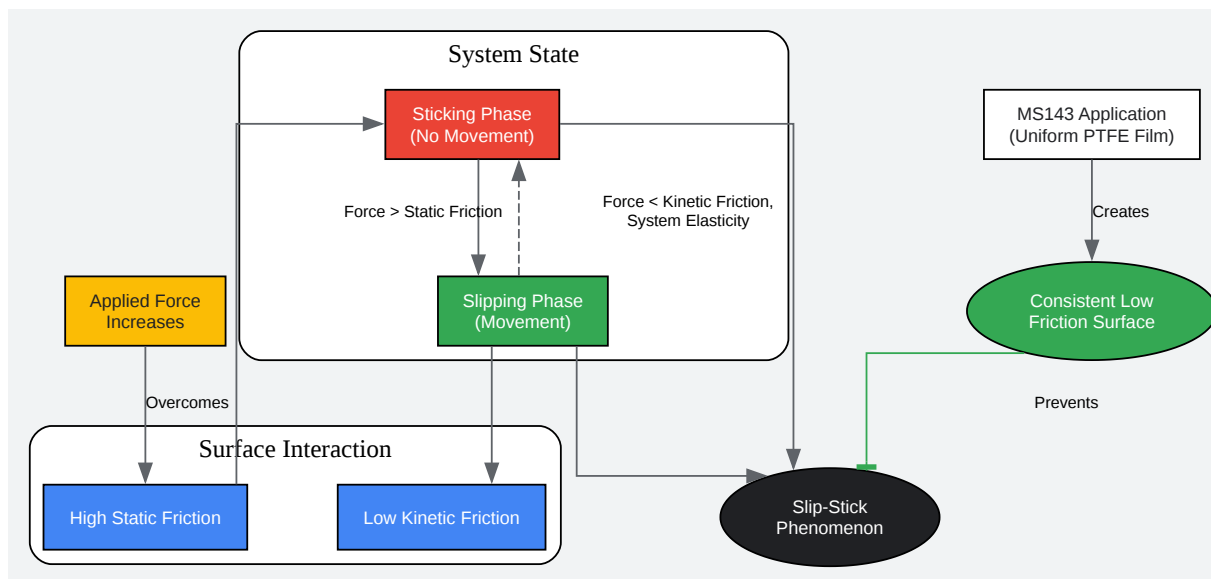 System State
Sticking Phase
(No Movement)
MS143 Application
(Uniform PTFE Film)
Force > Static Friction
Force < Kinetic Friction,
System Elasticity
Creates
Applied Force
Increases
Slipping Phase
(Movement)
Consistent Low
Friction Surface
Overcomes
Prevents
Surface Interaction
High Static Friction
Low Kinetic Friction
Slip-Stick
Phenomenon